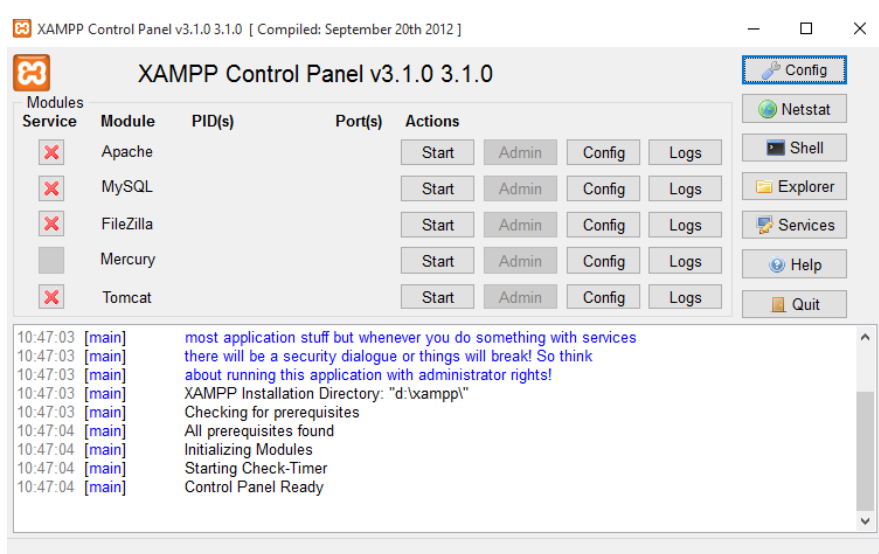 XAMPP Control Panel v3.1.0 3.1.0 [ Compiled: September 20th 2012 ]
XAMPP Control Panel v3.1.0 3.1.0
Config
Modules
Service Module PID(s) Port(s) Actions
Netstat
Apache Start Admin Config Logs
Shell
MySQL Start Admin Config Logs
Explorer
FileZilla Start Admin Config Logs
Services
Mercury Start Admin Config Logs
Help
Tomcat Start Admin Config Logs
Quit
10:47:03 [main] most application stuff but whenever you do something with services
10:47:03 [main] there will be a security dialogue or things will break! So think
10:47:03 [main] about running this application with administrator rights!
10:47:03 [main] XAMPP Installation Directory: "d:\xampp\"
10:47:03 [main] Checking for prerequisites
10:47:04 [main] All prerequisites found
10:47:04 [main] Initializing Modules
10:47:04 [main] Starting Check-Timer
10:47:04 [main] Control Panel Ready